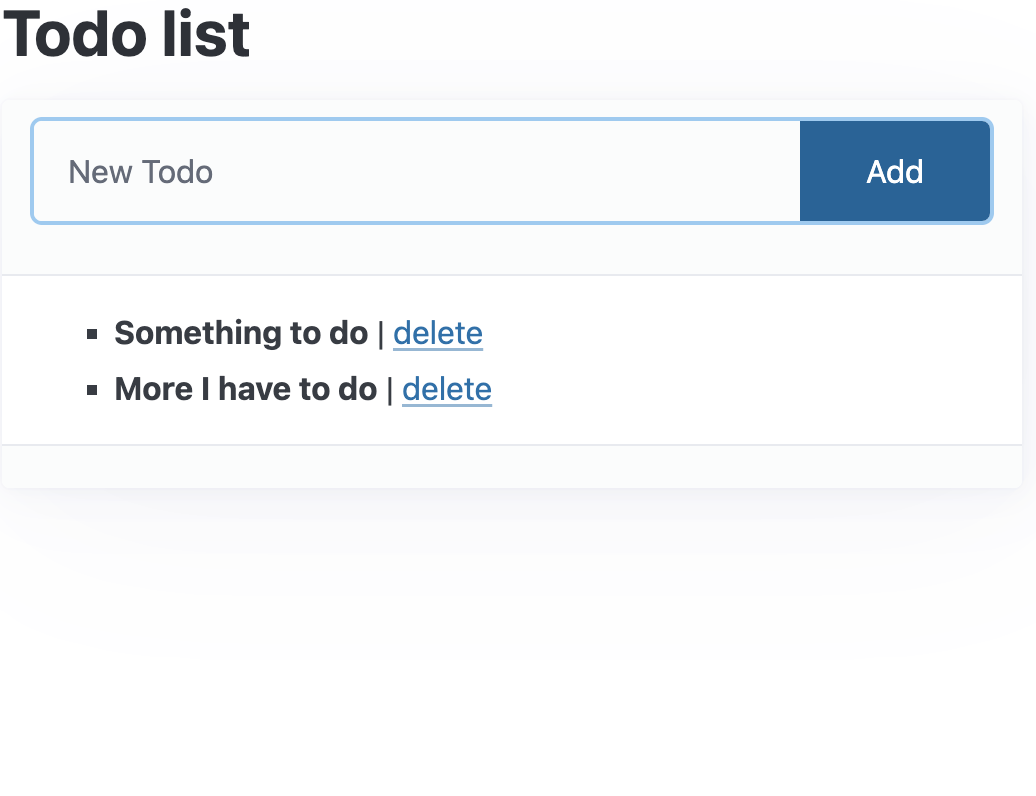 Todo list
New Todo Add
Something to do | delete
More I have to do | delete